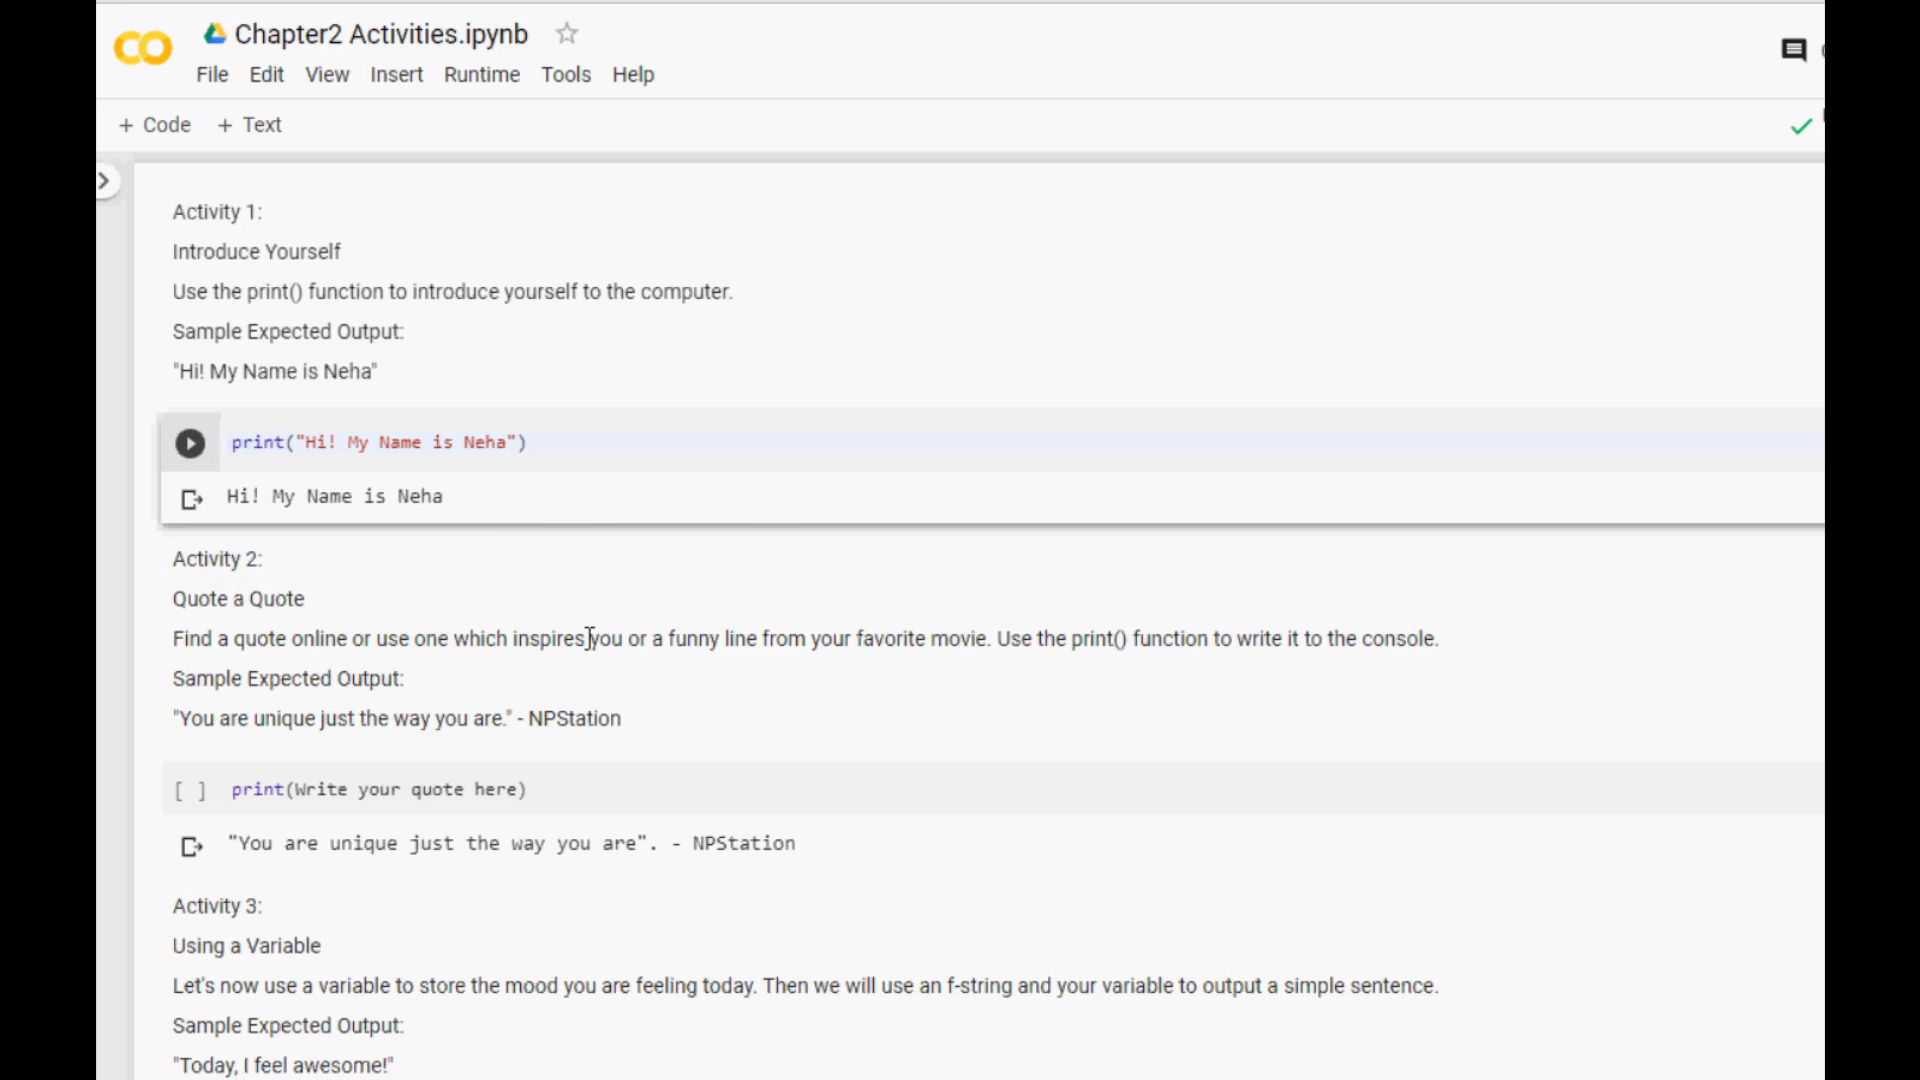 Chapter2 Activities.ipynb
File Edit View Insert Runtime Tools Help
+ Code + Text
Activity 1:
Introduce Yourself
Use the print() function to introduce yourself to the computer.
Sample Expected Output:
"Hi! My Name is Neha"
print("Hi! My Name is Neha")
Hi! My Name is Neha
Activity 2:
Quote a Quote
Find a quote online or use one which inspires you or a funny line from your favorite movie. Use the print() function to write it to the console.
Sample Expected Output:
"You are unique just the way you are." - NPStation
[ ] print(Write your quote here)
"You are unique just the way you are". - NPStation
Activity 3:
Using a Variable
Let's now use a variable to store the mood you are feeling today. Then we will use an f-string and your variable to output a simple sentence.
Sample Expected Output:
"Today, I feel awesome!"